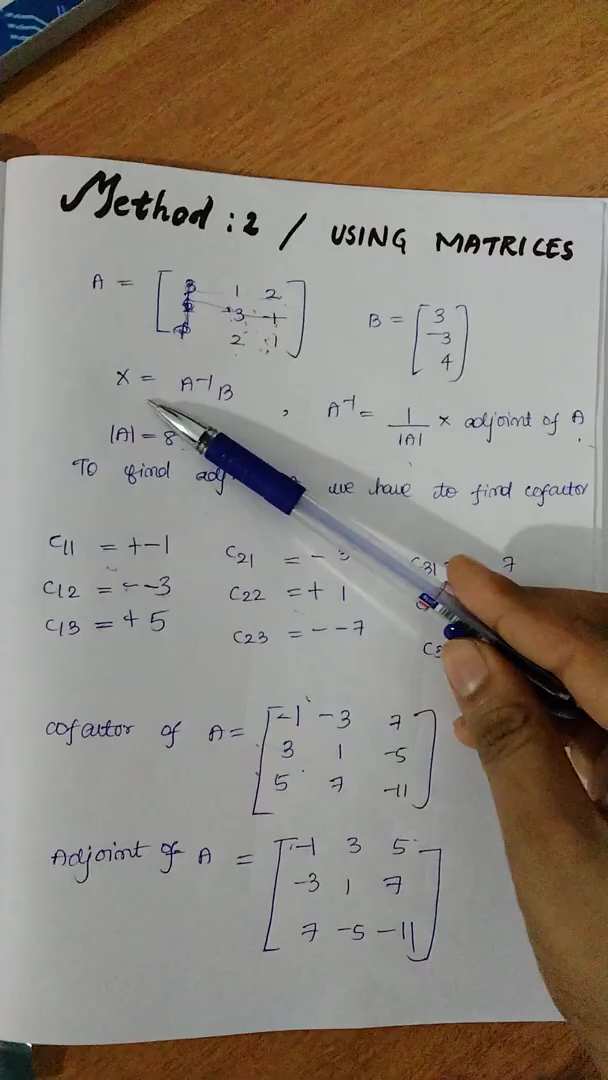 Method : 2 / USING MATRICES
A = [ 3 1 2
3 -1
2 1 ]
B = [ 3
-3
4 ]
X = A⁻¹B , A⁻¹ = 1/|A| × adjoint of A
|A| = 8
To find we have to find cofactor
C11 = + -1 C21 = - 3 C31 7
C12 = - -3 C22 = + 1
C13 = + 5 C23 = - -7
cofactor of A = [ -1 -3 7
3 1 -5
5 7 -11 ]
Adjoint of A = [ -1 3 5
-3 1 7
7 -5 -11 ]